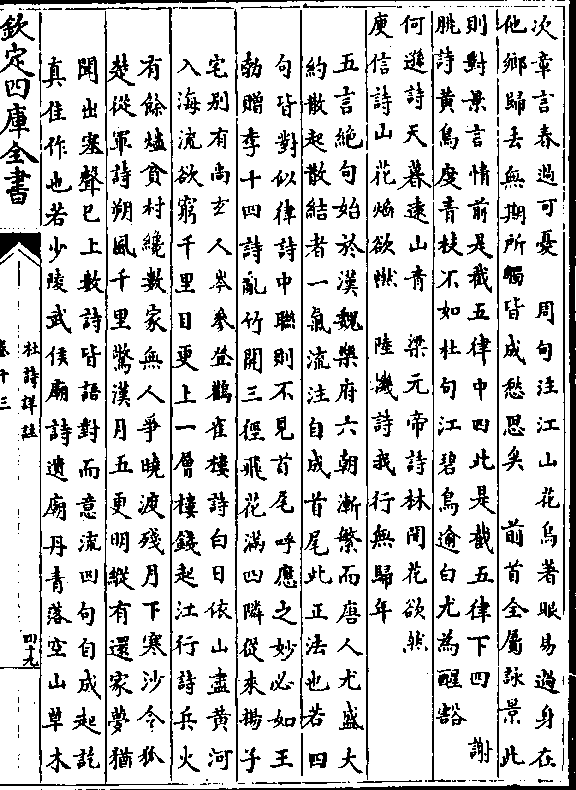 次章言春過可憂　周甸注江山花鳥著眼易過身在
他鄉歸去無期所觸皆成愁思矣　前首全屬詠景此
則對景言情前是截五律中四此是截五律下四　謝
朓詩黃鳥度青枝不如杜句江碧鳥逾白尤為醒豁
何遜詩天暮遠山青　梁元帝詩林間花欲然
庾信詩山花焰欲燃　陸機詩我行無歸年
五言絕句始於漢魏樂府六朝漸繁而唐人尤盛大
約散起散結者一氣流注自成首尾此正法也若四
句皆對似律詩中聯則不見首尾呼應之妙必如王
勃贈李十四詩亂竹開三徑飛花滿四隣從來揚子
宅別有尚玄人岑參登鸛雀樓詩白日依山盡黃河
入海流欲窮千里目更上一層樓錢起江行詩兵火
有餘燼貧村纔數家無人爭曉渡殘月下寒沙令狐
楚從軍詩朔風千里驚漢月五更明縱有還家夢猶
聞出塞聲已上數詩皆語對而意流四句自成起訖
真佳作也若少陵武侯廟詩遺廟丹青落空山草木
欽定四庫全書
杜詩詳註
卷十三
四十九